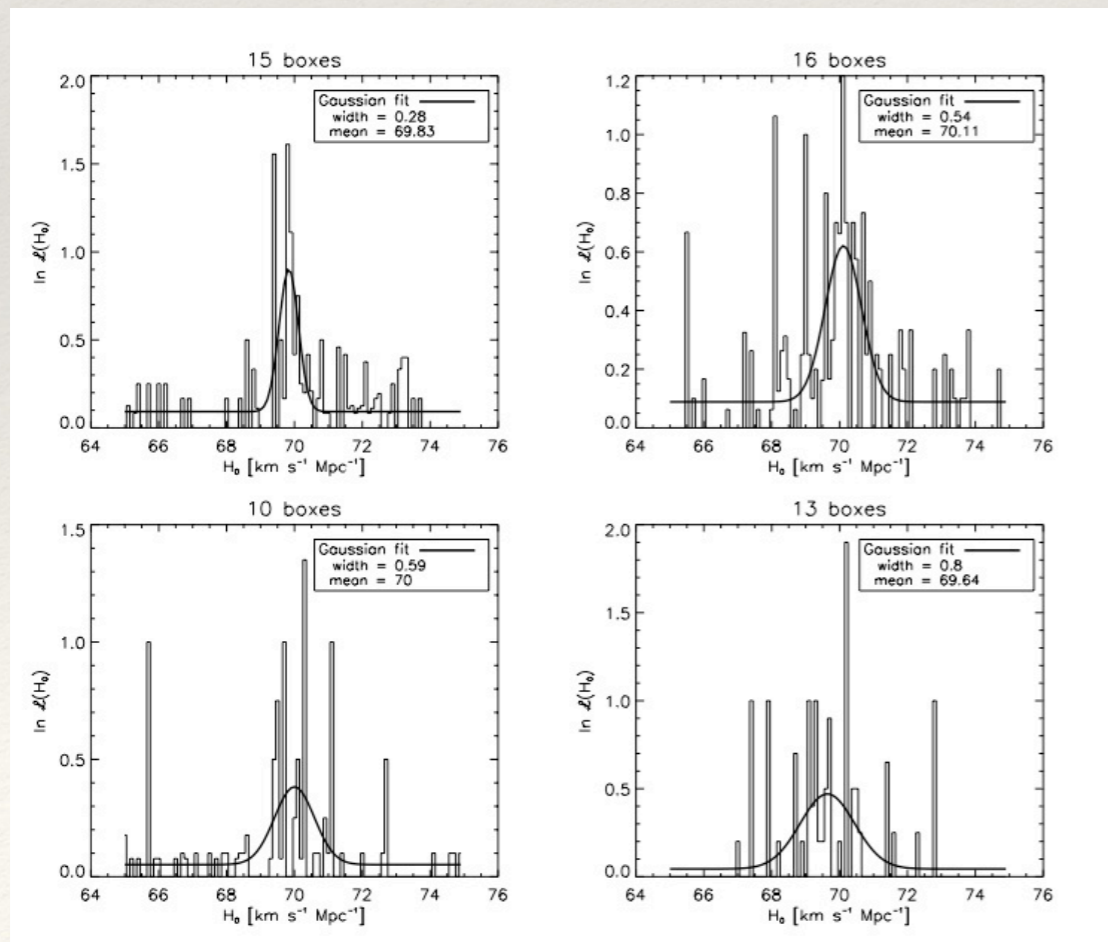 15 boxes
2.0
1.5
1.0
0.5
0.0
ln ℒ(H₀)
Gaussian fit
width = 0.28
mean = 69.83
64 66 68 70 72 74 76
H₀ [km s⁻¹ Mpc⁻¹]
16 boxes
1.2
1.0
0.8
0.6
0.4
0.2
0.0
ln ℒ(H₀)
Gaussian fit
width = 0.54
mean = 70.11
64 66 68 70 72 74 76
H₀ [km s⁻¹ Mpc⁻¹]
10 boxes
1.5
1.0
0.5
0.0
ln ℒ(H₀)
Gaussian fit
width = 0.59
mean = 70
64 66 68 70 72 74 76
H₀ [km s⁻¹ Mpc⁻¹]
13 boxes
2.0
1.5
1.0
0.5
0.0
ln ℒ(H₀)
Gaussian fit
width = 0.8
mean = 69.64
64 66 68 70 72 74 76
H₀ [km s⁻¹ Mpc⁻¹]